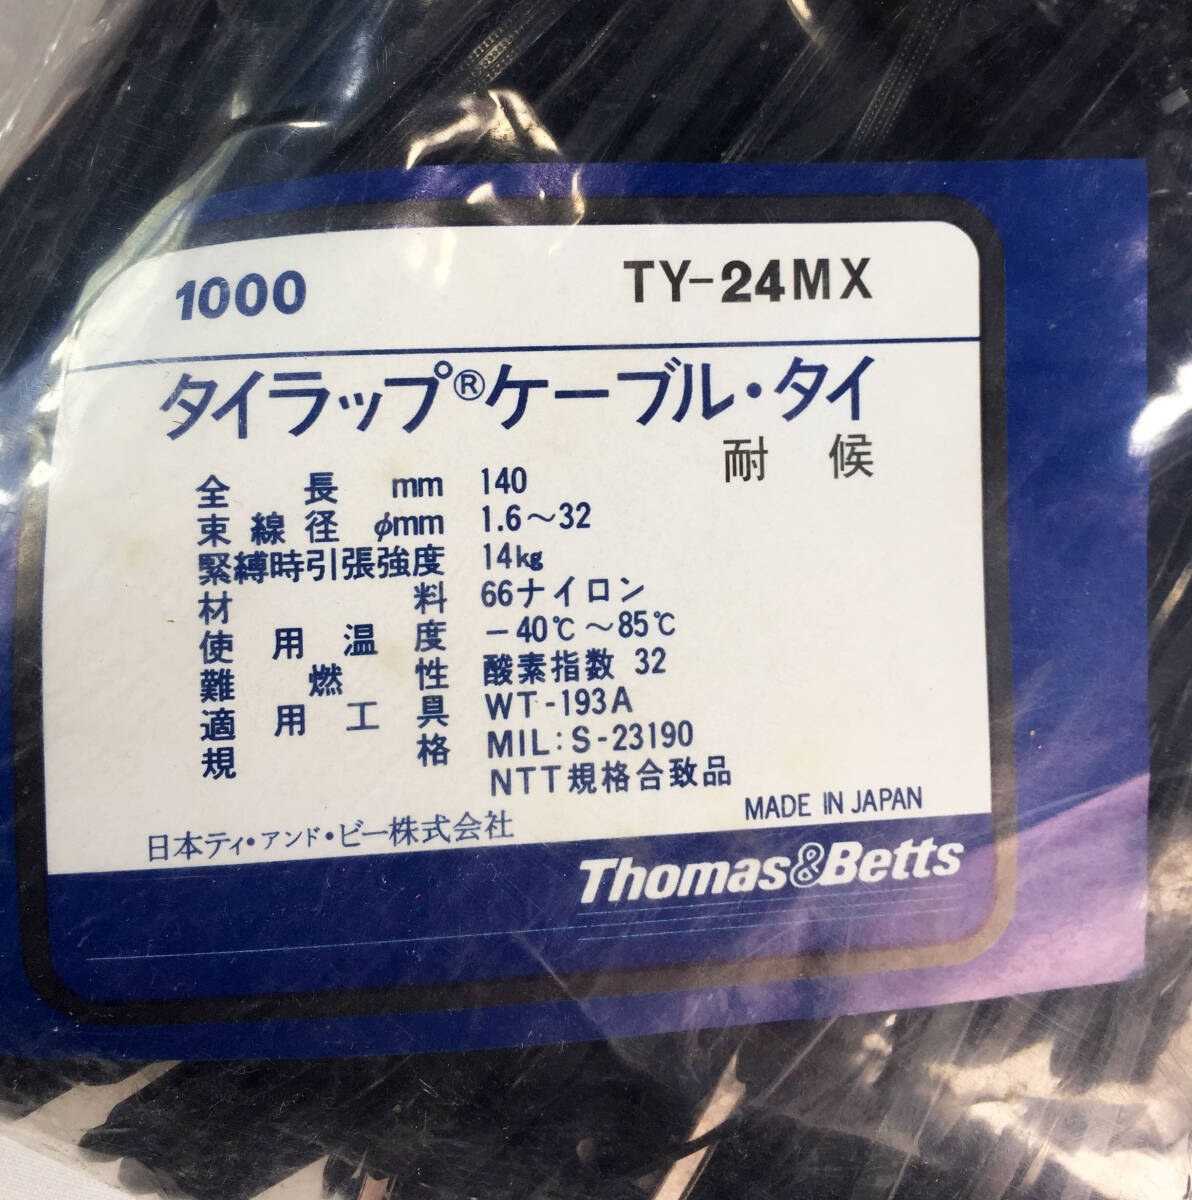 1000 TY-24MX
タイラップ®ケーブル・タイ
耐候
全長 mm 140
束線径 φmm 1.6～32
緊縛時引張強度 14kg
材料 66ナイロン
使用温度 －40℃～85℃
難燃性 酸素指数 32
適用工具 WT-193A
規格 MIL:S-23190
NTT規格合致品
MADE IN JAPAN
日本ティ・アンド・ビー株式会社
Thomas&Betts